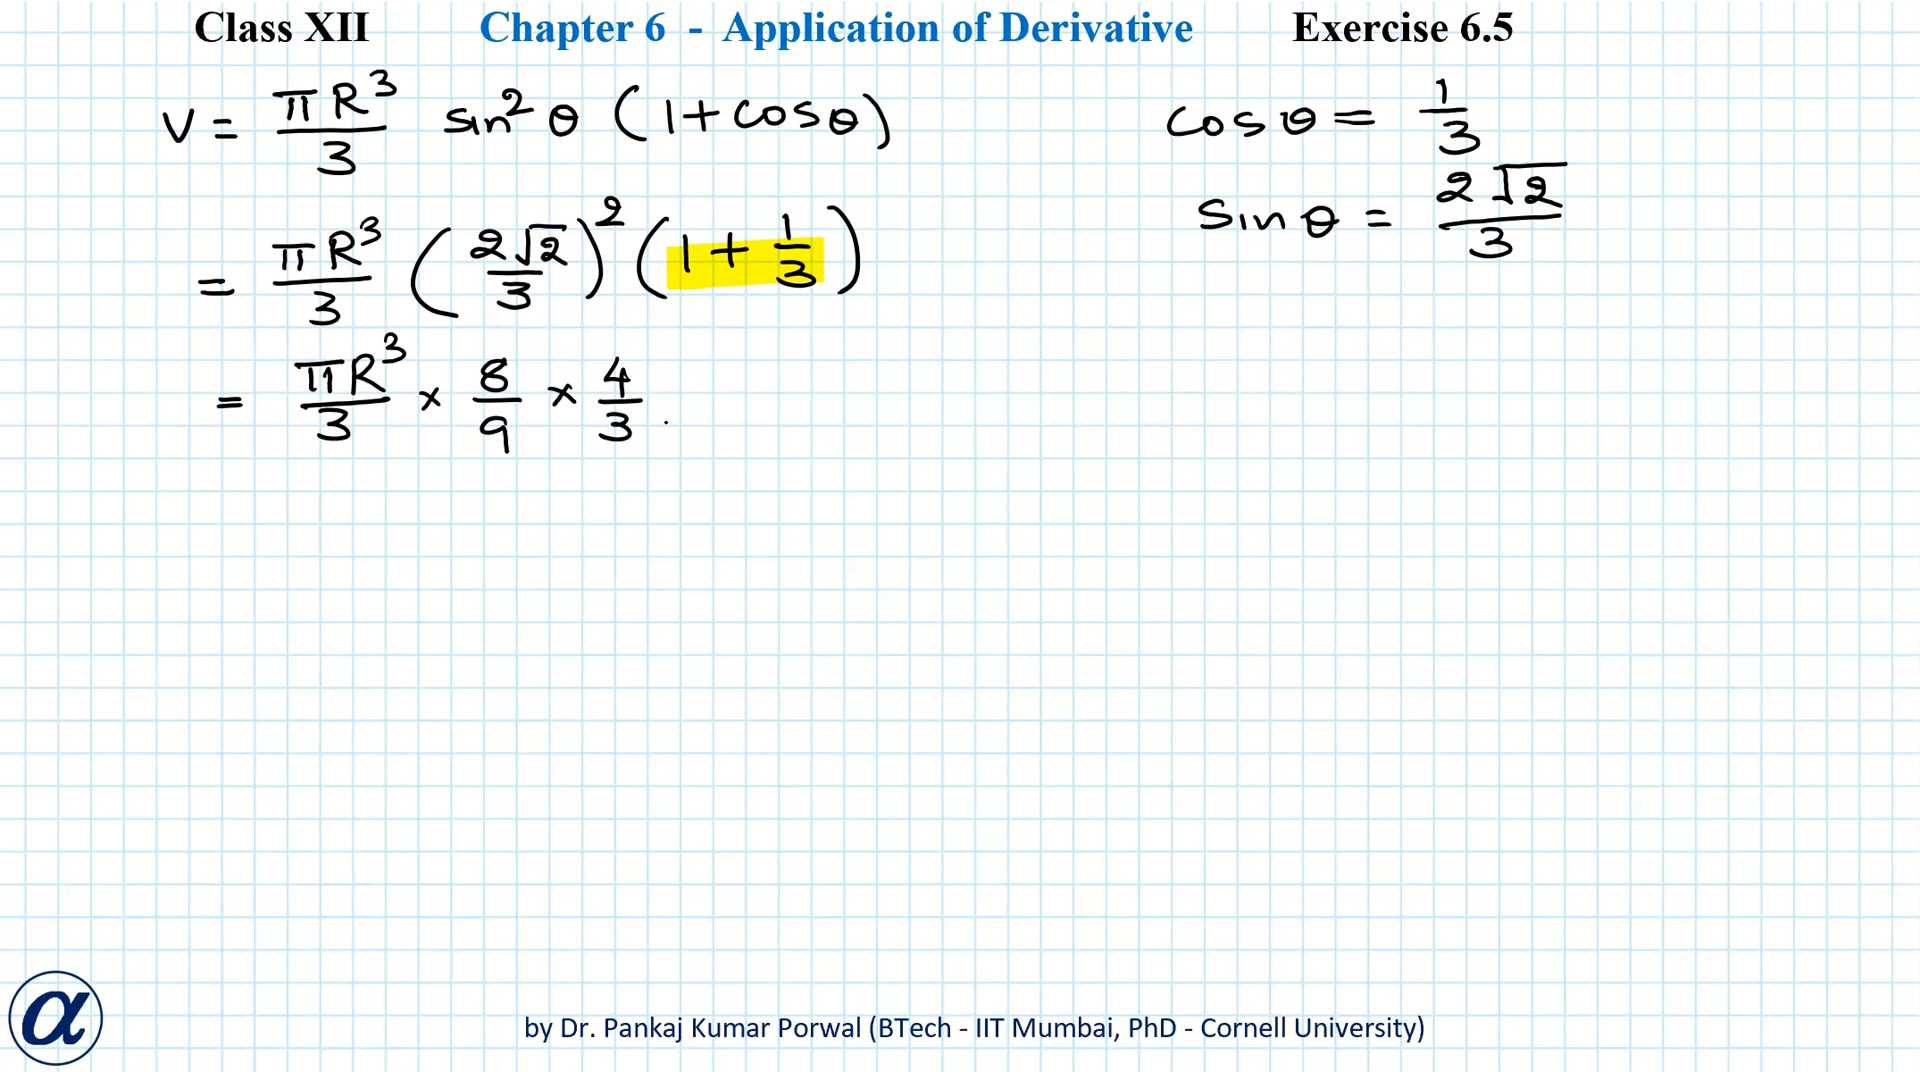 Class XII Chapter 6 - Application of Derivative Exercise 6.5
V = πR³/3 sin²θ (1 + cosθ)
= πR³/3 (2√2/3)² (1 + 1/3)
= πR³/3 × 8/9 × 4/3
cosθ = 1/3
sinθ = 2√2/3
α
by Dr. Pankaj Kumar Porwal (BTech - IIT Mumbai, PhD - Cornell University)